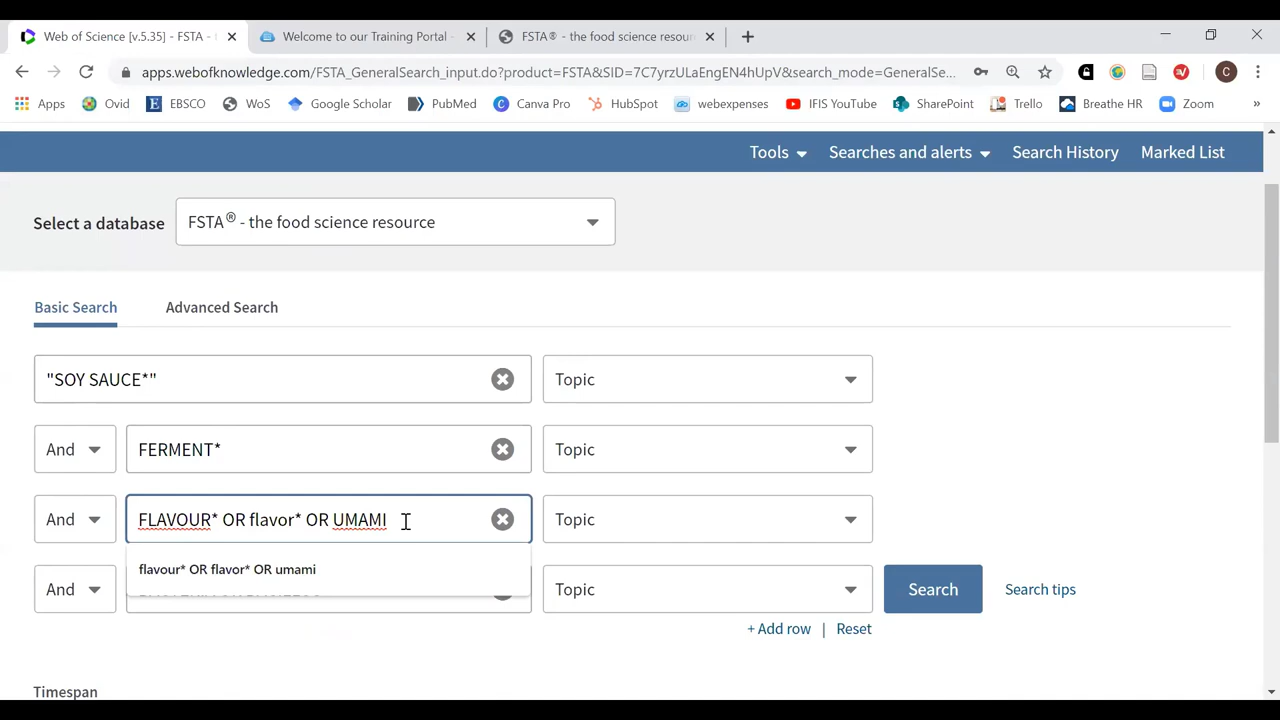 Web of Science [v.5.35] - FSTA -
Welcome to our Training Portal -
FSTA® - the food science resour
apps.webofknowledge.com/FSTA_GeneralSearch_input.do?product=FSTA&SID=7C7yrzULaEngEN4hUpV&search_mode=GeneralSe...
C
Apps
Ovid
EBSCO
WoS
Google Scholar
PubMed
Canva Pro
HubSpot
webexpenses
IFIS YouTube
SharePoint
Trello
Breathe HR
Zoom
»
Tools
Searches and alerts
Search History
Marked List
Select a database
FSTA® - the food science resource
Basic Search
Advanced Search
"SOY SAUCE*"
Topic
And
FERMENT*
Topic
And
FLAVOUR* OR flavor* OR UMAMI
Topic
flavour* OR flavor* OR umami
And
Topic
Search
Search tips
+ Add row | Reset
Timespan